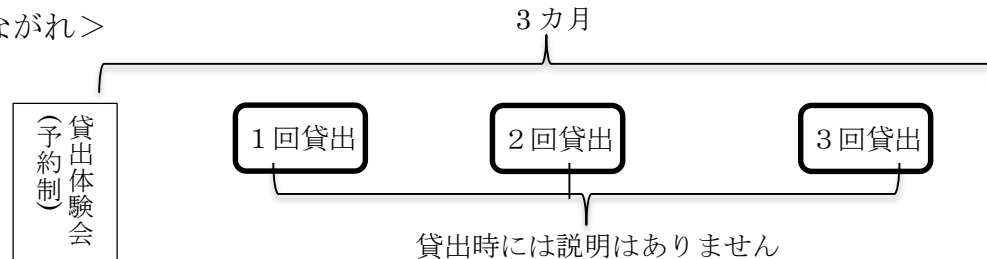 ながれ＞
３カ月
貸出体験会
(予約制)
１回貸出
２回貸出
３回貸出
貸出時には説明はありません